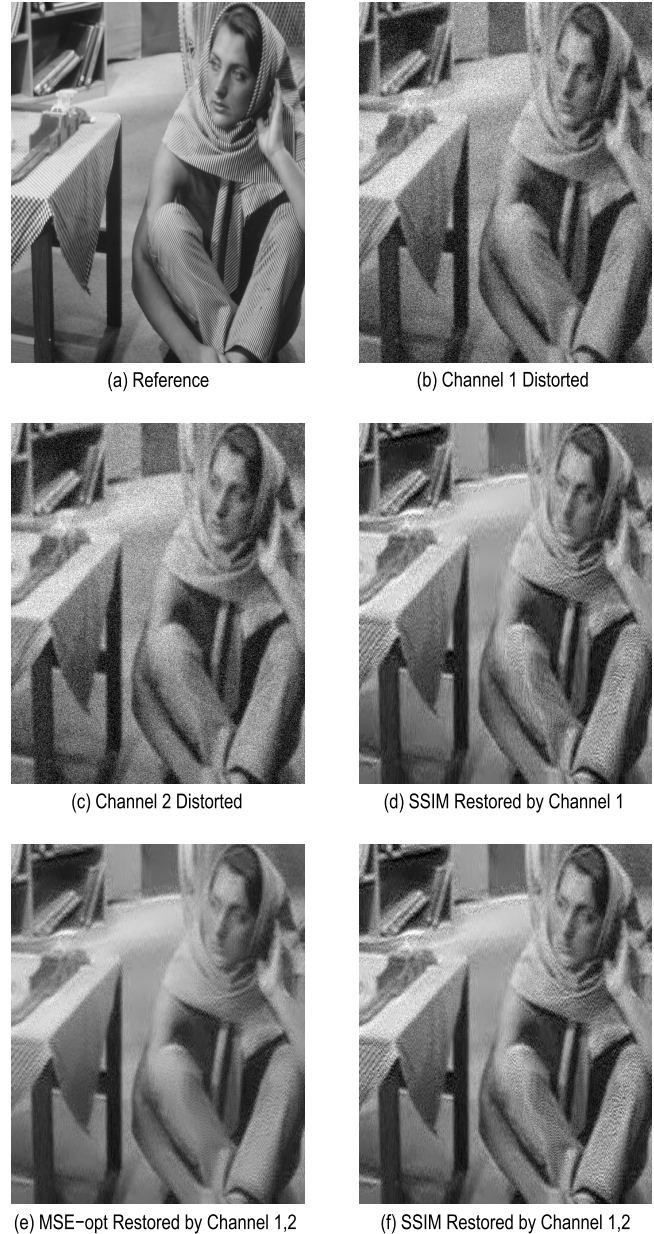 (a) Reference
(b) Channel 1 Distorted
(c) Channel 2 Distorted
(d) SSIM Restored by Channel 1
(e) MSE−opt Restored by Channel 1,2
(f) SSIM Restored by Channel 1,2